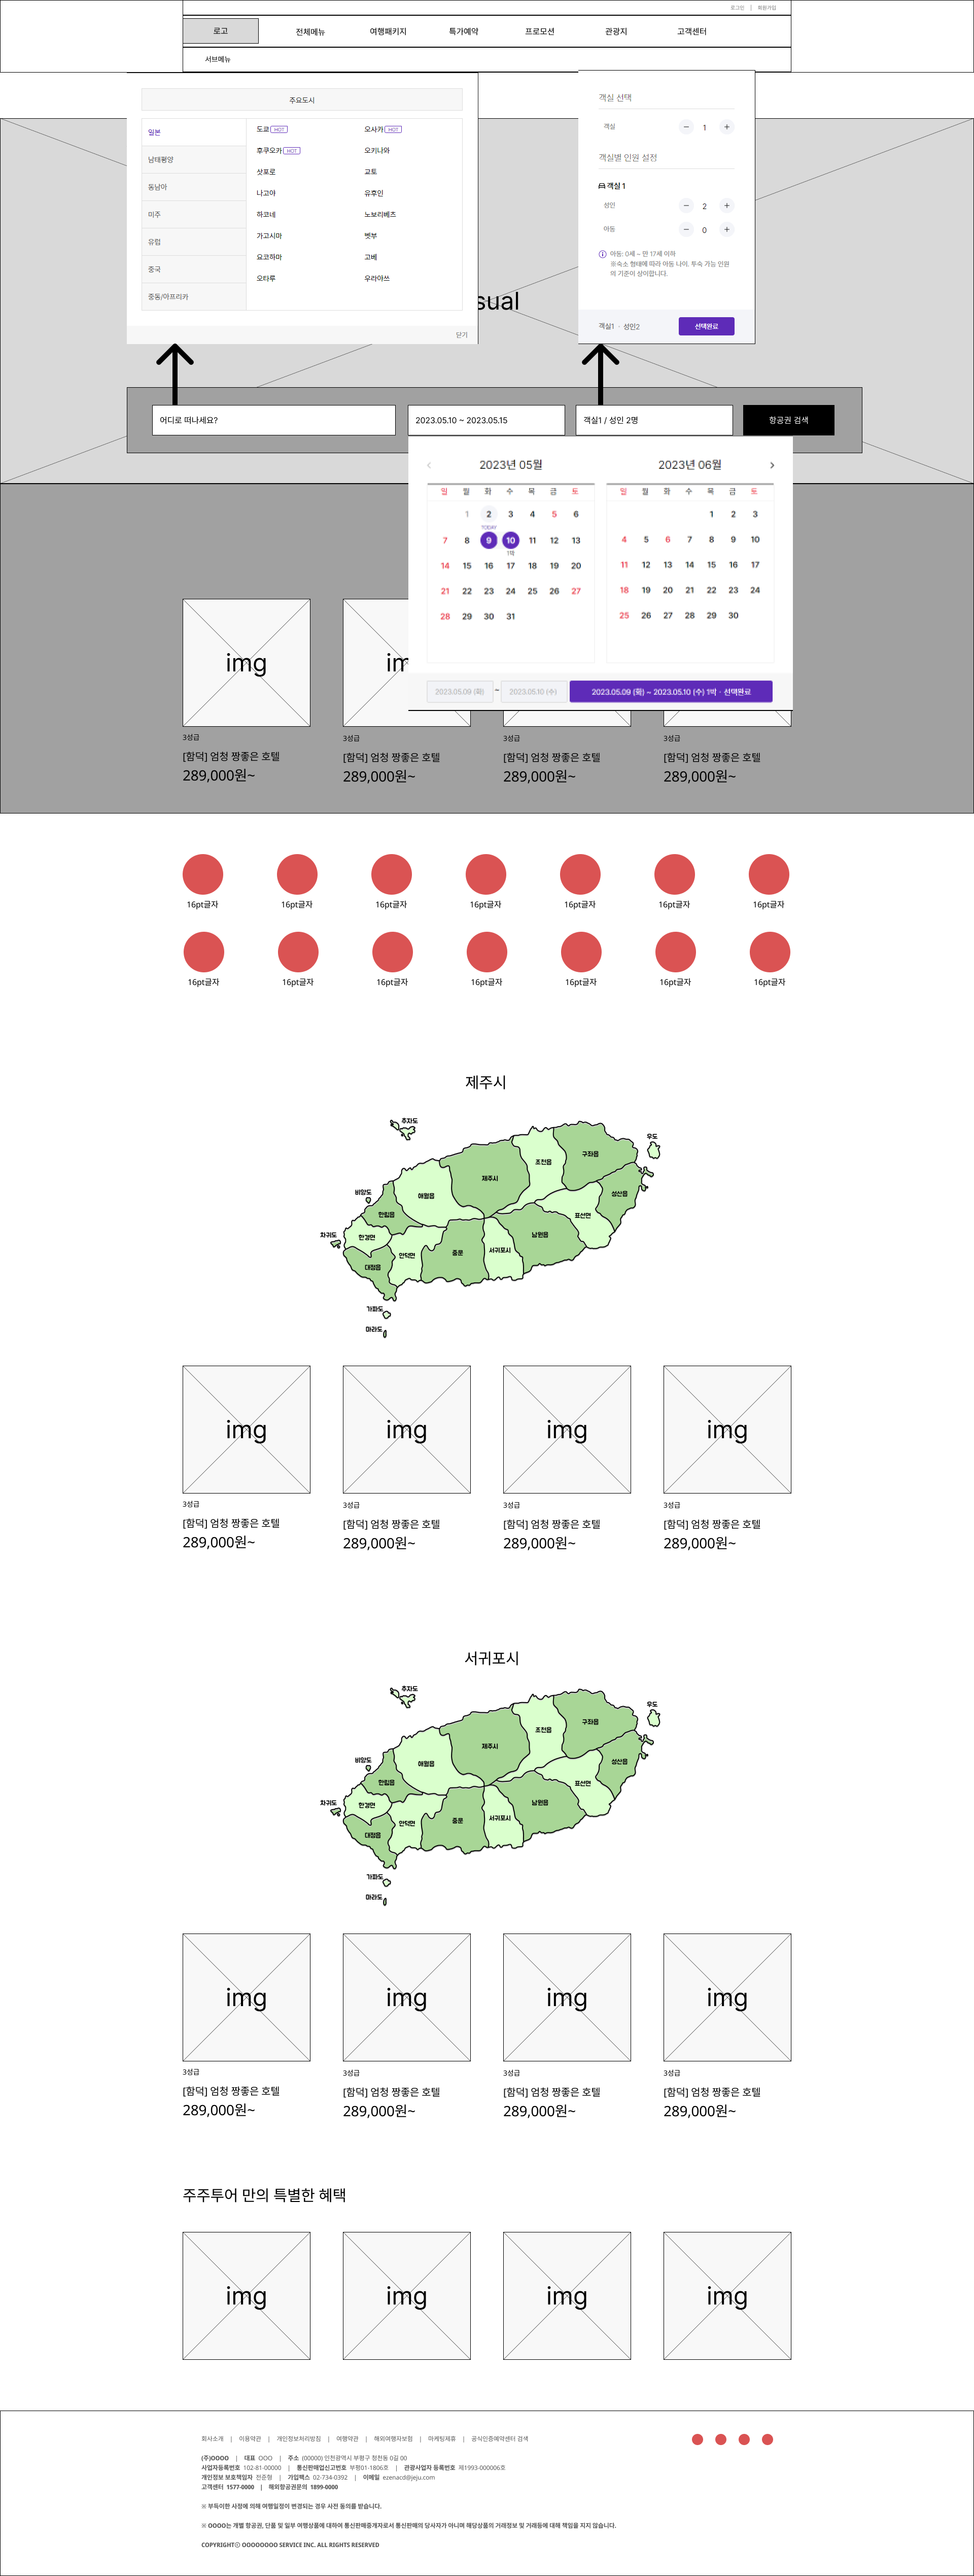 로그인 | 회원가입
로고 전체메뉴 여행패키지 특가예약 프로모션 관광지 고객센터
서브메뉴
주요도시
일본
남태평양
동남아
미주
유럽
중국
중동/아프리카
도쿄 HOT 오사카 HOT
후쿠오카 HOT 오키나와
삿포로 교토
나고야 유후인
하코네 노보리베츠
가고시마 벳부
요코하마 고베
오타루 우라야쓰
닫기
객실 선택
객실 − 1 +
객실별 인원 설정
객실 1
성인 − 2 +
아동 − 0 +
아동: 0세 ~ 만 17세 이하
※숙소 형태에 따라 아동 나이, 투숙 가능 인원
의 기준이 상이합니다.
객실1 · 성인2 선택완료
sual
어디로 떠나세요? 2023.05.10 ~ 2023.05.15 객실1 / 성인 2명 항공권 검색
2023년 05월
일 월 화 수 목 금 토
1 2 3 4 5 6
TODAY
7 8 9 10 11 12 13
1박
14 15 16 17 18 19 20
21 22 23 24 25 26 27
28 29 30 31
2023년 06월
일 월 화 수 목 금 토
1 2 3
4 5 6 7 8 9 10
11 12 13 14 15 16 17
18 19 20 21 22 23 24
25 26 27 28 29 30
2023.05.09 (화) ~ 2023.05.10 (수) 2023.05.09 (화) ~ 2023.05.10 (수) 1박 · 선택완료
img im
3성급 3성급 3성급 3성급
[함덕] 엄청 짱좋은 호텔 [함덕] 엄청 짱좋은 호텔 [함덕] 엄청 짱좋은 호텔 [함덕] 엄청 짱좋은 호텔
289,000원~ 289,000원~ 289,000원~ 289,000원~
16pt글자 16pt글자 16pt글자 16pt글자 16pt글자 16pt글자 16pt글자
16pt글자 16pt글자 16pt글자 16pt글자 16pt글자 16pt글자 16pt글자
제주시
추자도
우도
구좌읍
조천읍
제주시
성산읍
비양도
애월읍
한림읍
표선면
차귀도
한경면
남원읍
안덕면
중문
서귀포시
대정읍
가파도
마라도
img img img img
3성급 3성급 3성급 3성급
[함덕] 엄청 짱좋은 호텔 [함덕] 엄청 짱좋은 호텔 [함덕] 엄청 짱좋은 호텔 [함덕] 엄청 짱좋은 호텔
289,000원~ 289,000원~ 289,000원~ 289,000원~
서귀포시
추자도
우도
구좌읍
조천읍
제주시
성산읍
비양도
애월읍
한림읍
표선면
차귀도
한경면
남원읍
안덕면
중문
서귀포시
대정읍
가파도
마라도
img img img img
3성급 3성급 3성급 3성급
[함덕] 엄청 짱좋은 호텔 [함덕] 엄청 짱좋은 호텔 [함덕] 엄청 짱좋은 호텔 [함덕] 엄청 짱좋은 호텔
289,000원~ 289,000원~ 289,000원~ 289,000원~
주주투어 만의 특별한 혜택
img img img img
회사소개 | 이용약관 | 개인정보처리방침 | 여행약관 | 해외여행자보험 | 마케팅제휴 | 공식인증예약센터 검색
(주)OOOO | 대표 OOO | 주소 (00000) 인천광역시 부평구 청천동 0길 00
사업자등록번호 102-81-00000 | 통신판매업신고번호 부평01-1806호 | 관광사업자 등록번호 제1993-000006호
개인정보 보호책임자 전준형 | 가입팩스 02-734-0392 | 이메일 ezenacd@jeju.com
고객센터 1577-0000 | 해외항공권문의 1899-0000
※ 부득이한 사정에 의해 여행일정이 변경되는 경우 사전 동의를 받습니다.
※ OOOO는 개별 항공권, 단품 및 일부 여행상품에 대하여 통신판매중개자로서 통신판매의 당사자가 아니며 해당상품의 거래정보 및 거래등에 대해 책임을 지지 않습니다.
COPYRIGHTⓒ OOOOOOOO SERVICE INC. ALL RIGHTS RESERVED